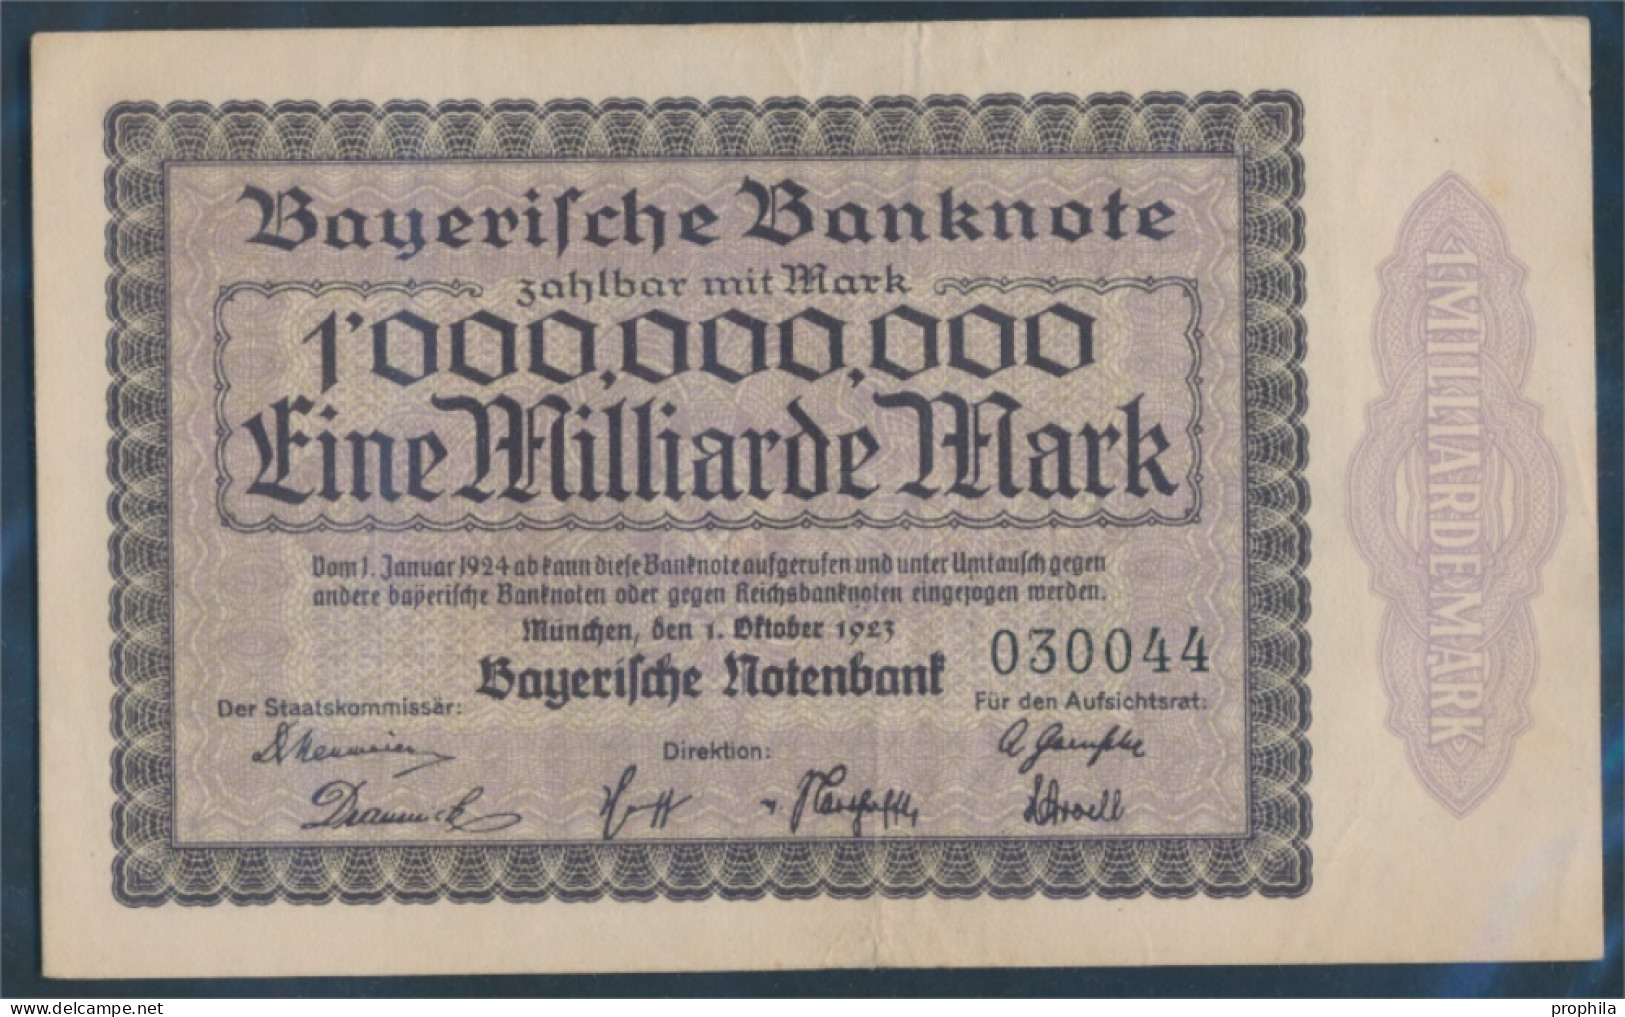 Bayerische Banknote
zahlbar mit Mark
1'000,000,000
Eine Milliarde Mark
Vom 1. Januar 1924 ab kann diese Banknote aufgerufen und unter Umtausch gegen
andere bayerische Banknoten oder gegen Reichsbanknoten eingezogen werden.
München, den 1. Oktober 1923
030044
Bayerische Notenbank
Der Staatskommissär:
Für den Aufsichtsrat:
Direktion:
1 MILLIARDE MARK
prophila